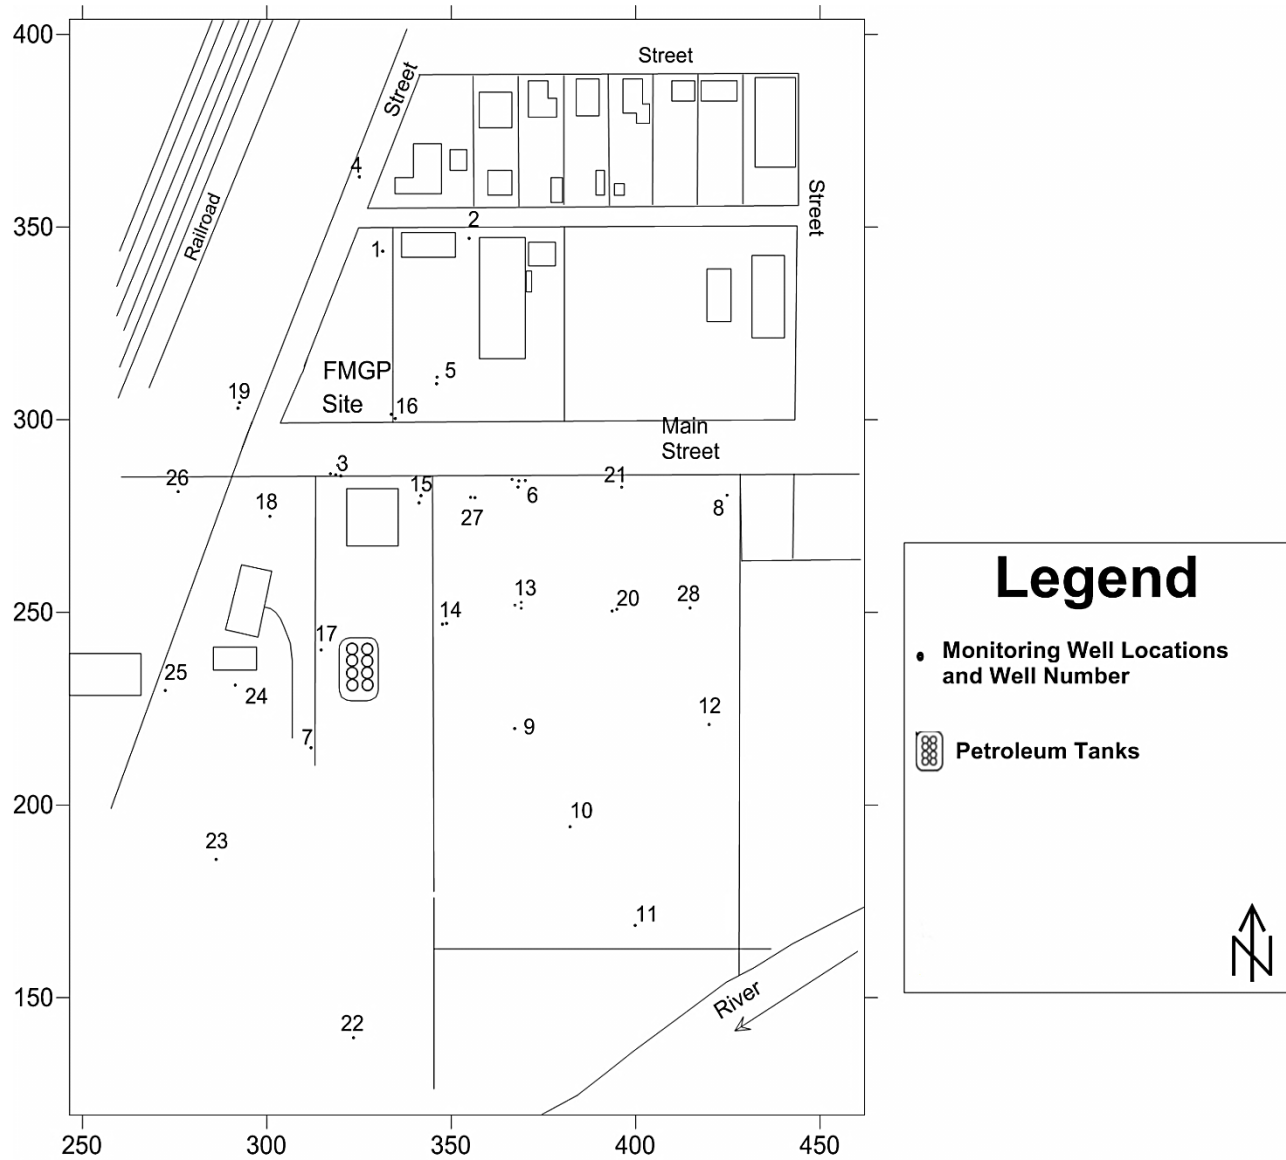 400
Street
Street
4
350
Street
2
1
Railroad
FMGP
Site
5
19
16
300
Main
Street
3
26
15
21
18
6
8
27
13
14
20
28
250
17
25
24
12
7
9
200
10
23
11
150
River
22
250
300
350
400
450
Legend
Monitoring Well Locations
and Well Number
Petroleum Tanks
N